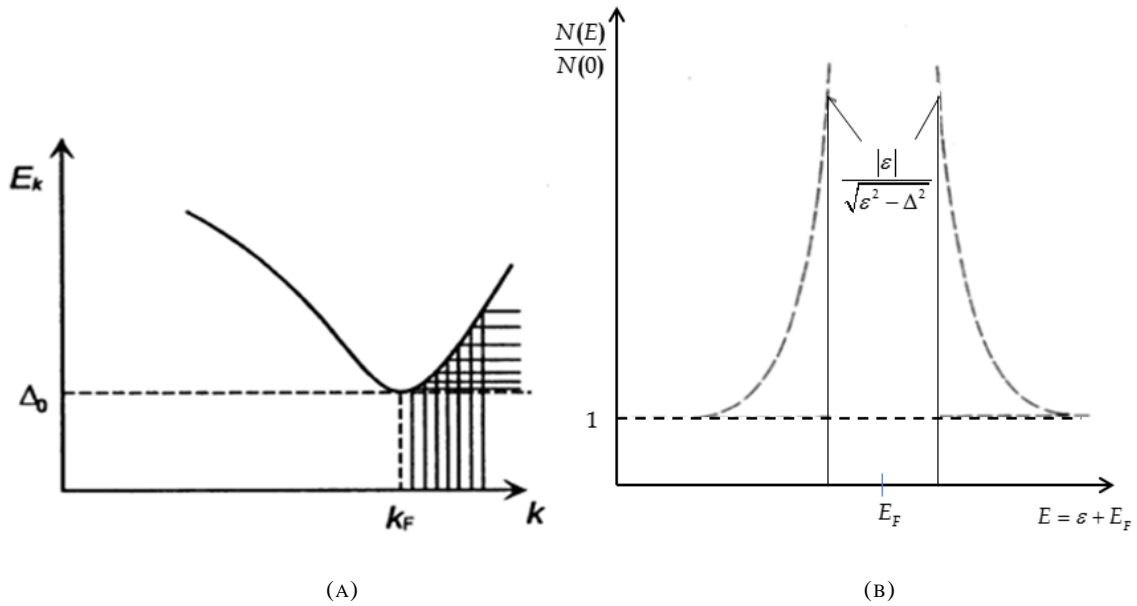 E_k
Δ_0
k_F
k
(A)
N(E)
N(0)
|ε|
√ε² − Δ²
1
E_F
E = ε + E_F
(B)